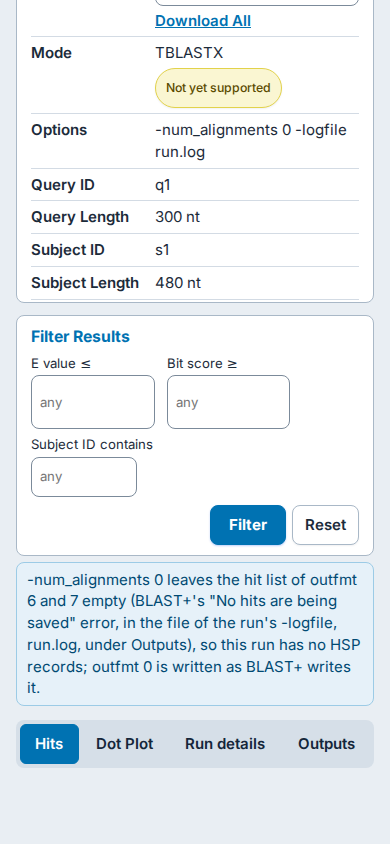 Download All
Mode TBLASTX
Not yet supported
Options -num_alignments 0 -logfile
run.log
Query ID q1
Query Length 300 nt
Subject ID s1
Subject Length 480 nt
Filter Results
E value ≤ Bit score ≥
any any
Subject ID contains
any
Filter Reset
-num_alignments 0 leaves the hit list of outfmt
6 and 7 empty (BLAST+'s "No hits are being
saved" error, in the file of the run's -logfile,
run.log, under Outputs), so this run has no HSP
records; outfmt 0 is written as BLAST+ writes
it.
Hits Dot Plot Run details Outputs